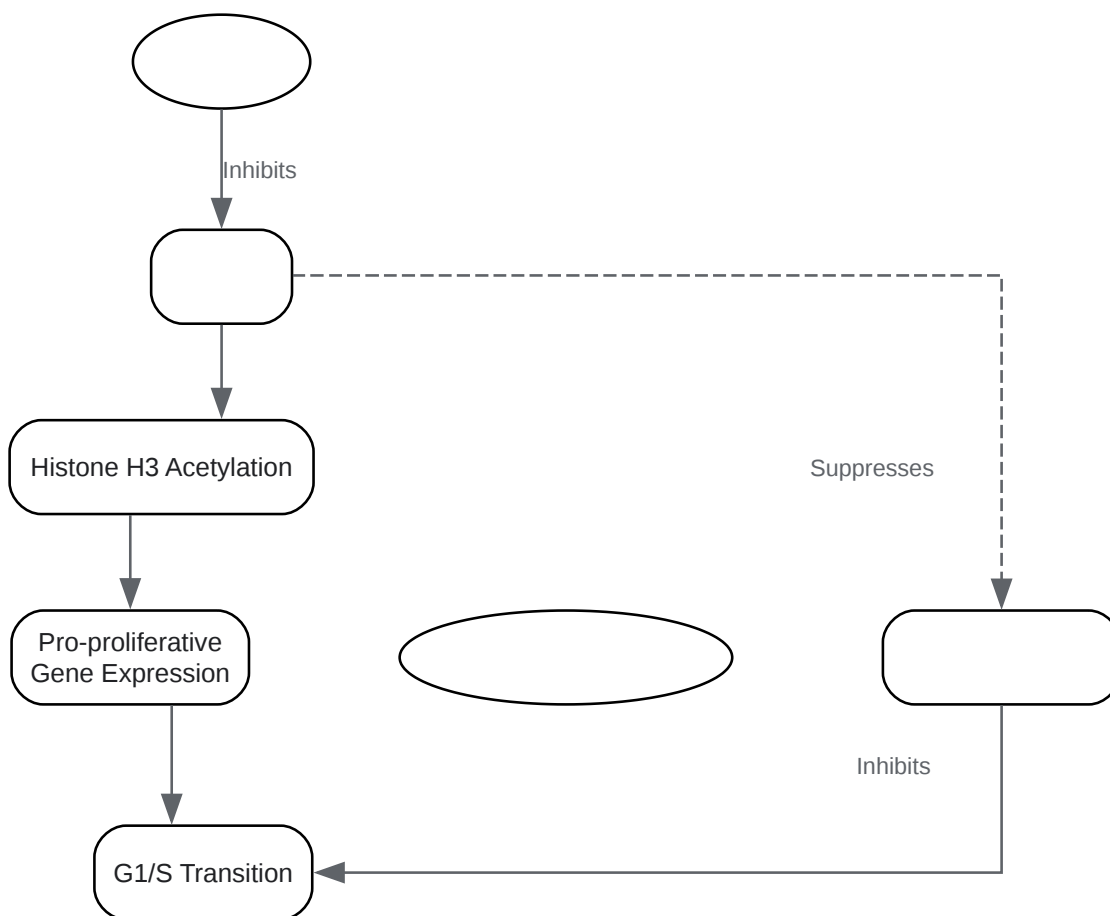 Inhibits
Histone H3 Acetylation
Suppresses
Pro-proliferative
Gene Expression
Inhibits
G1/S Transition